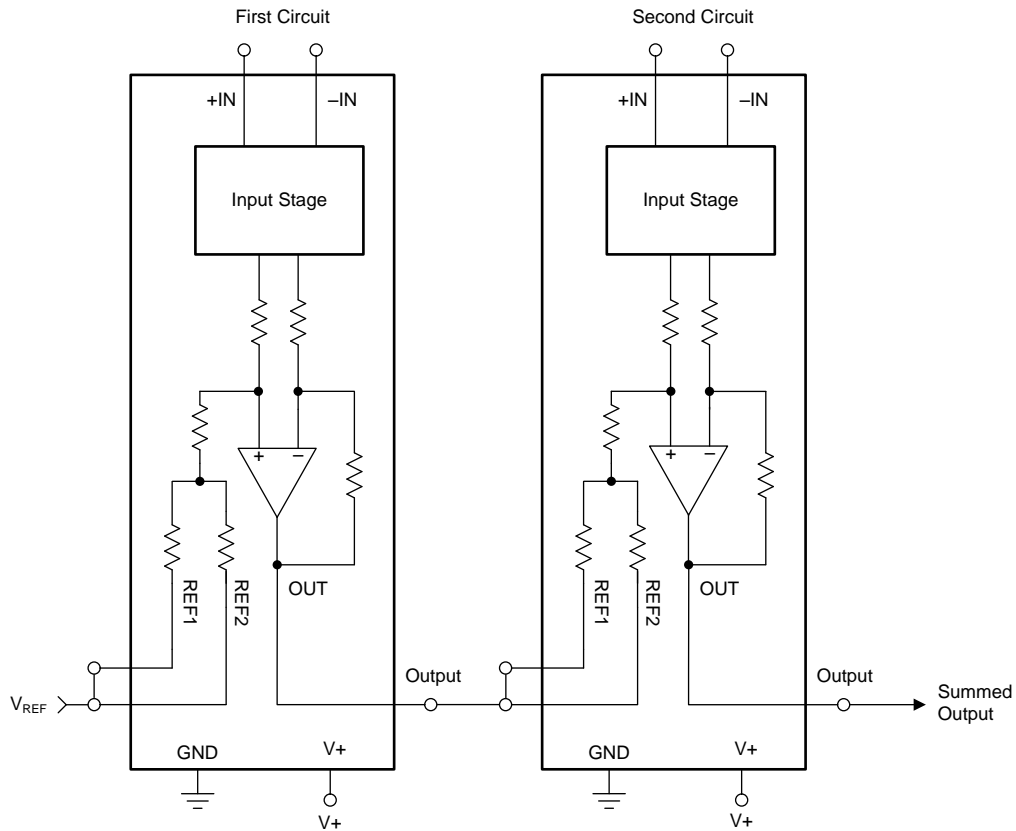 First Circuit
Second Circuit
+IN
–IN
+IN
–IN
Input Stage
Input Stage
+
–
+
–
REF1
REF2
OUT
REF1
REF2
OUT
Output
Output
VREF
Summed
Output
GND
V+
GND
V+
V+
V+